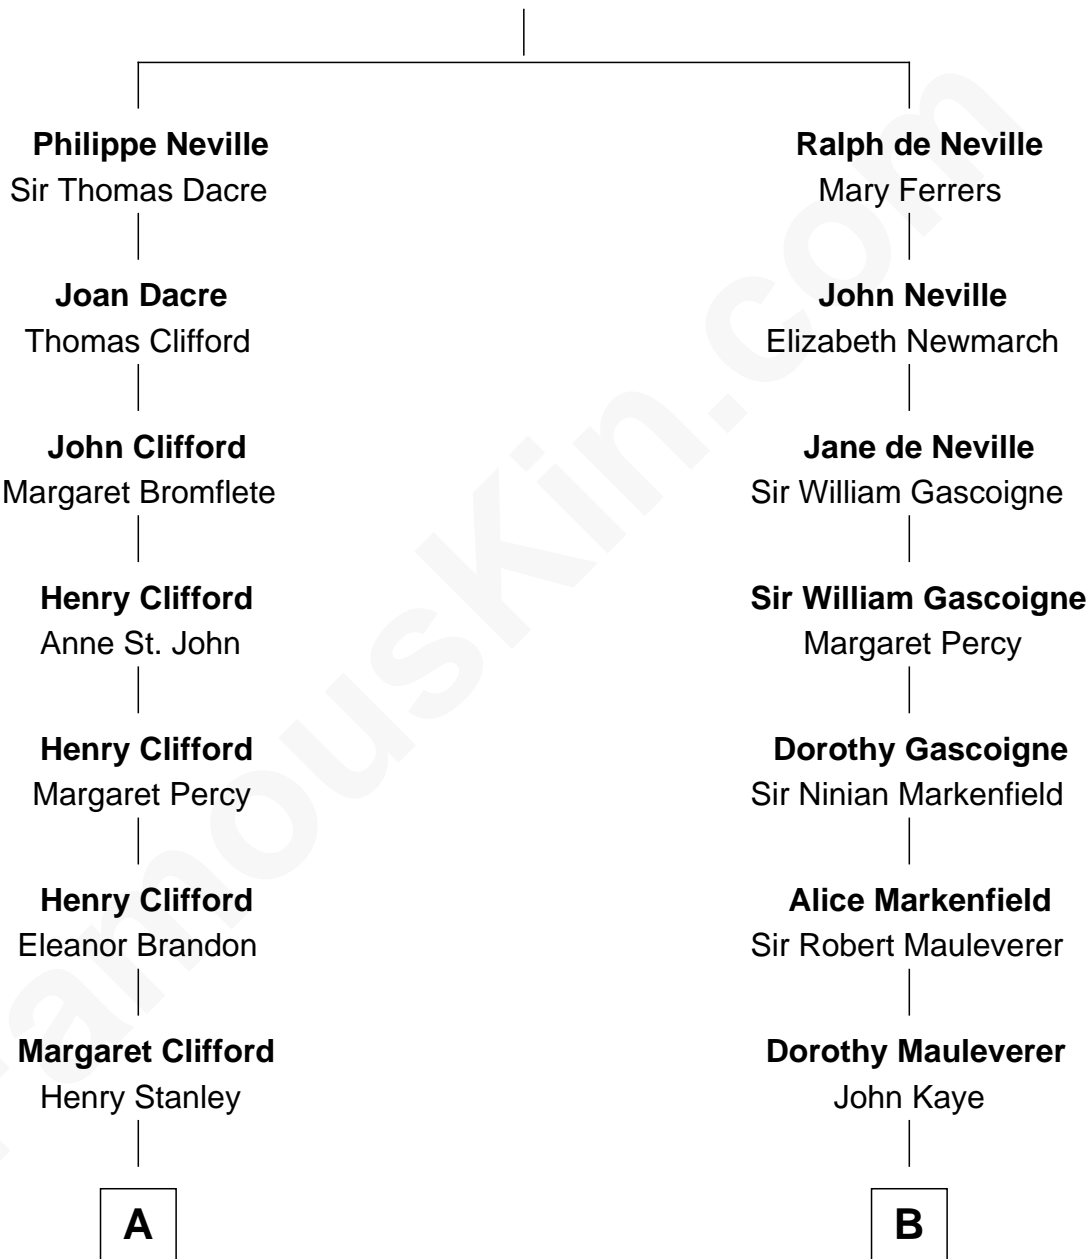 Philippe Neville
Sir Thomas Dacre
Joan Dacre
Thomas Clifford
John Clifford
Margaret Bromflete
Henry Clifford
Anne St. John
Henry Clifford
Margaret Percy
Henry Clifford
Eleanor Brandon
Margaret Clifford
Henry Stanley
A
Ralph de Neville
Mary Ferrers
John Neville
Elizabeth Newmarch
Jane de Neville
Sir William Gascoigne
Sir William Gascoigne
Margaret Percy
Dorothy Gascoigne
Sir Ninian Markenfield
Alice Markenfield
Sir Robert Mauleverer
Dorothy Mauleverer
John Kaye
B
FamousKin.com